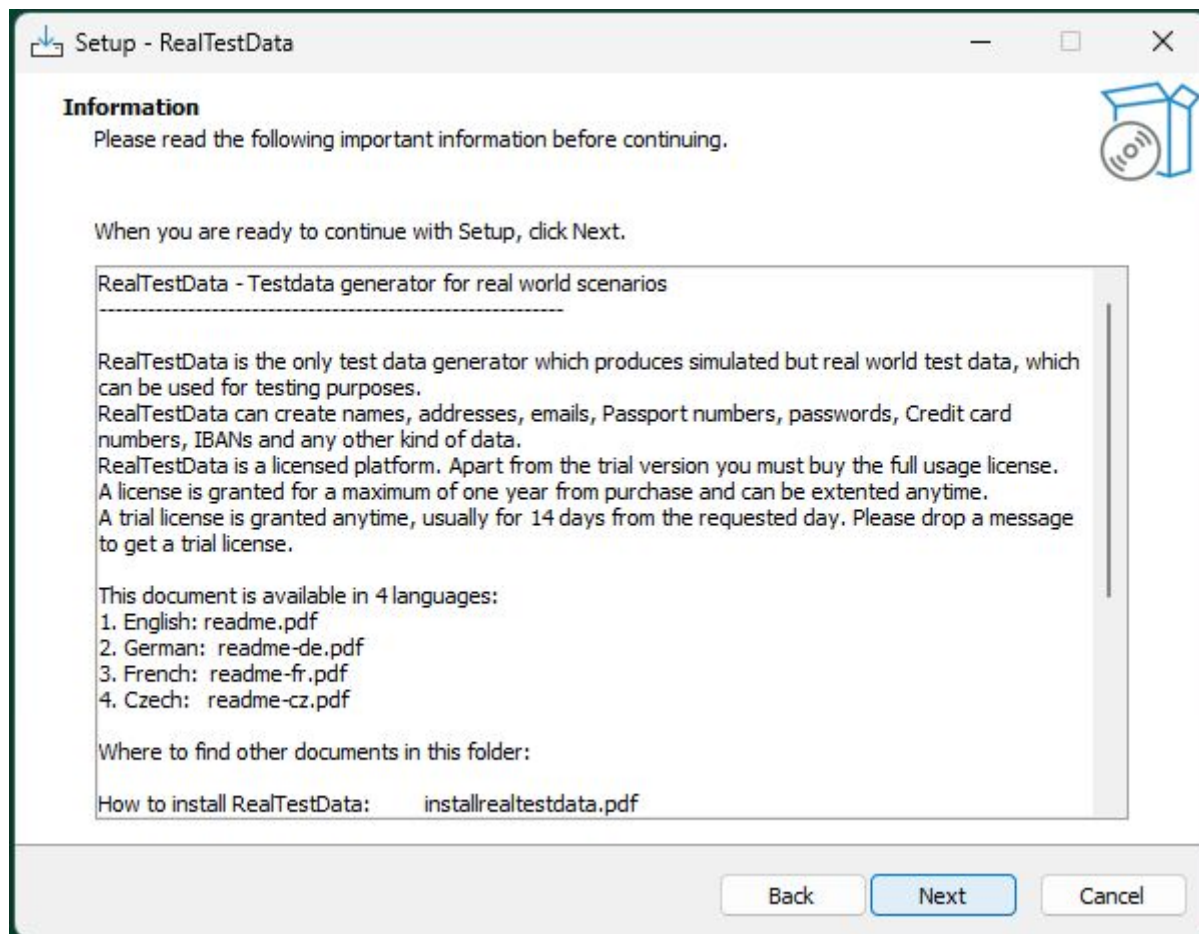 Setup - RealTestData
Information
Please read the following important information before continuing.
When you are ready to continue with Setup, click Next.
RealTestData - Testdata generator for real world scenarios
----------------------------------------------------------
RealTestData is the only test data generator which produces simulated but real world test data, which
can be used for testing purposes.
RealTestData can create names, addresses, emails, Passport numbers, passwords, Credit card
numbers, IBANs and any other kind of data.
RealTestData is a licensed platform. Apart from the trial version you must buy the full usage license.
A license is granted for a maximum of one year from purchase and can be extented anytime.
A trial license is granted anytime, usually for 14 days from the requested day. Please drop a message
to get a trial license.
This document is available in 4 languages:
1. English: readme.pdf
2. German:  readme-de.pdf
3. French:  readme-fr.pdf
4. Czech:   readme-cz.pdf
Where to find other documents in this folder:
How to install RealTestData:       installrealtestdata.pdf
Back Next Cancel